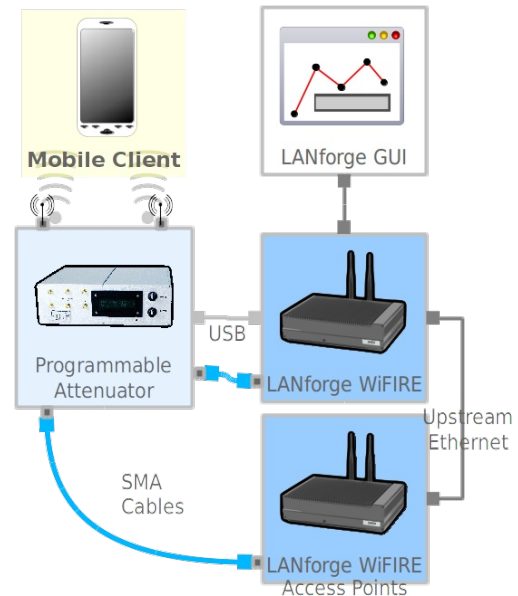 Mobile Client
LANforge GUI
Programmable
Attenuator
USB
LANforge WiFIRE
Upstream
Ethernet
SMA
Cables
LANforge WiFIRE
Access Points